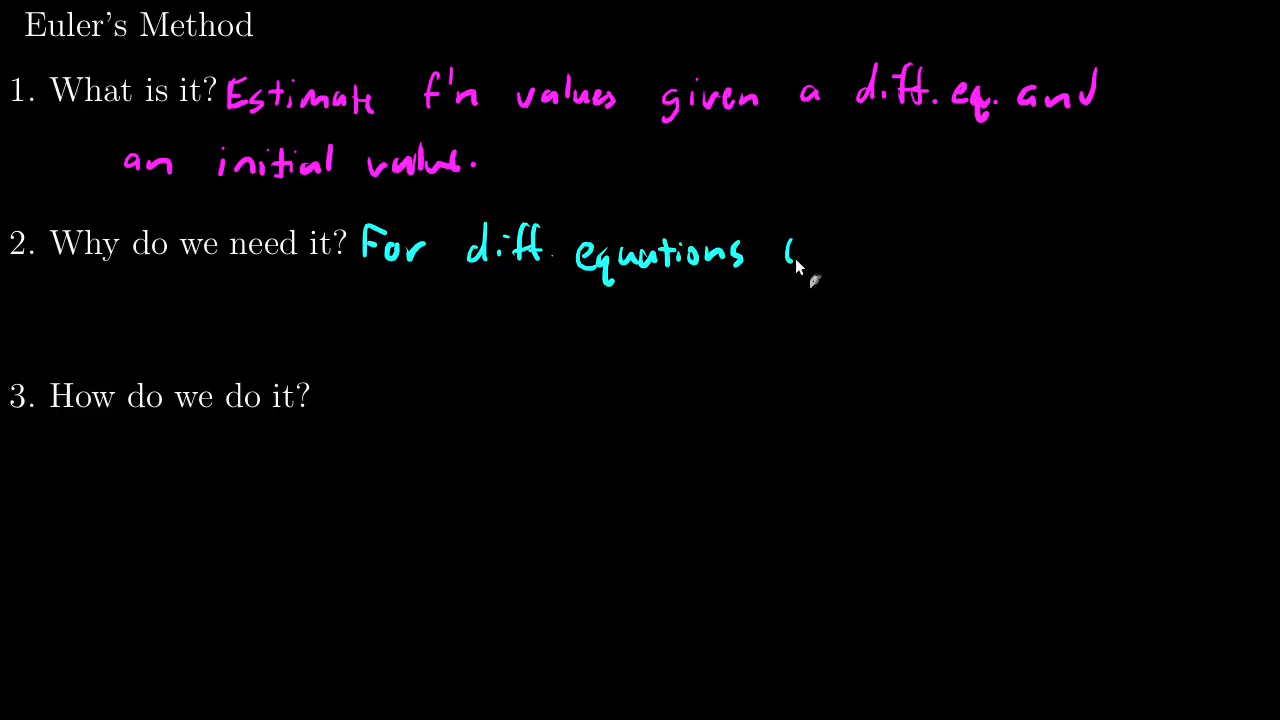 Euler's Method
1. What is it? Estimate f'n values given a diff. eq. and
an initial value.
2. Why do we need it? For diff. equations
3. How do we do it?